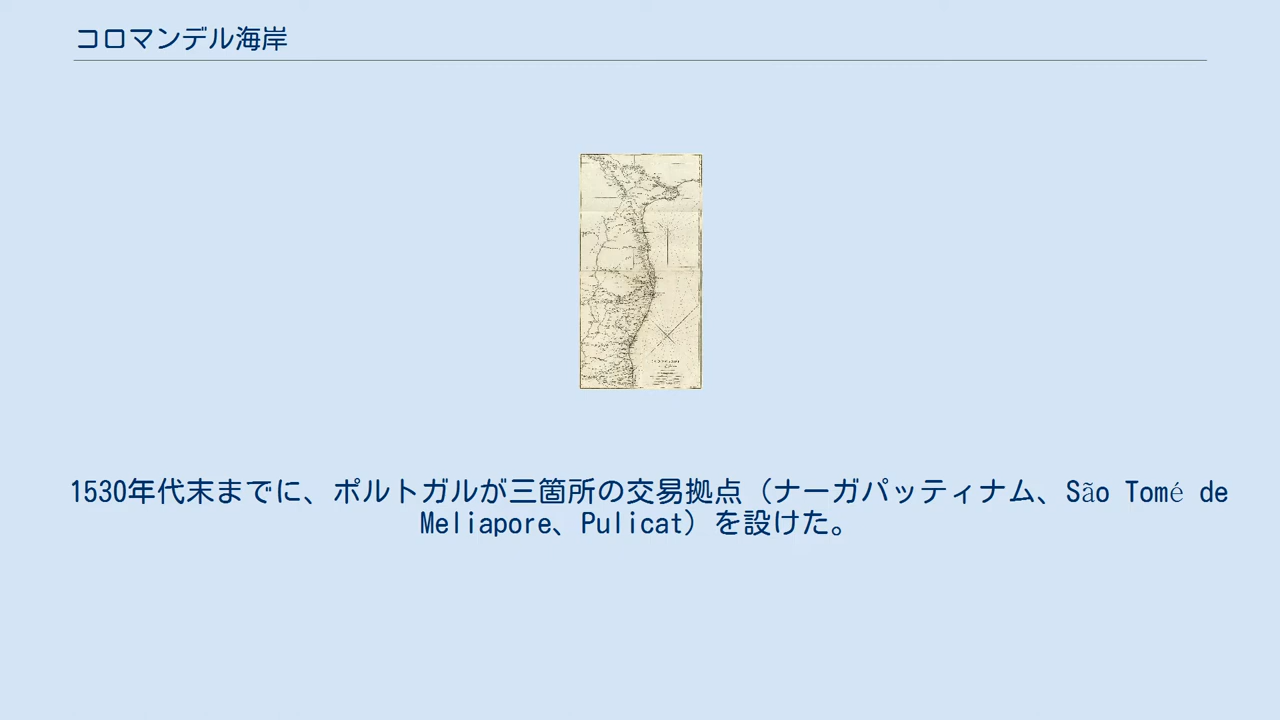 コロマンデル海岸
1530年代末までに、ポルトガルが三箇所の交易拠点（ナーガパッティナム、São Tomé de
Meliapore、Pulicat）を設けた。